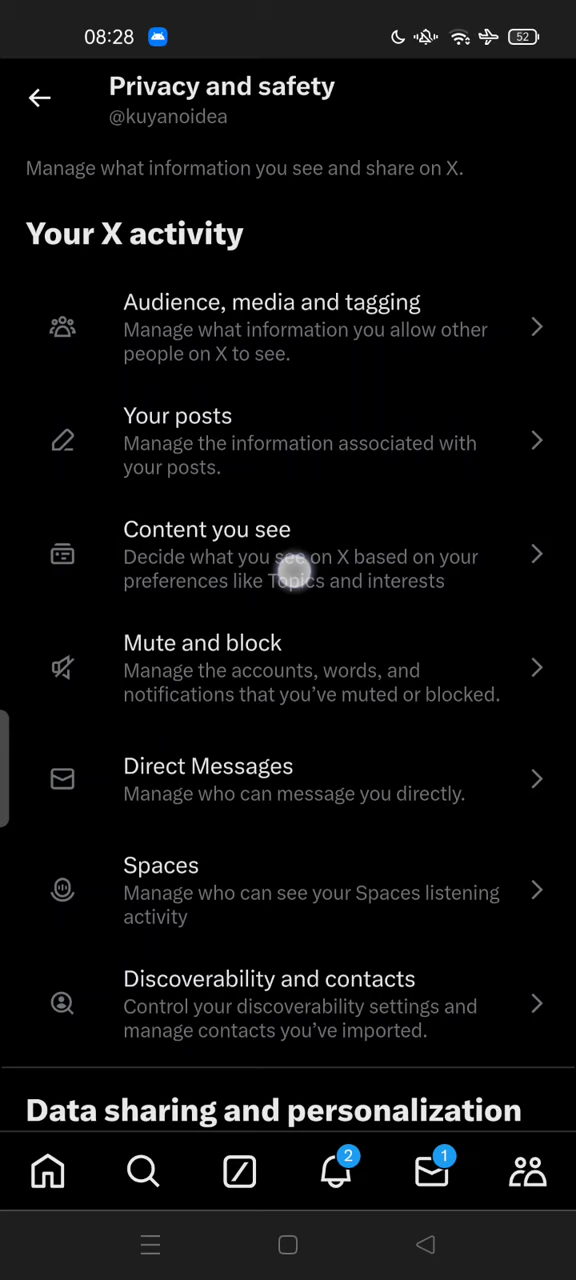 08:28
52
Privacy and safety
@kuyanoidea
Manage what information you see and share on X.
Your X activity
Audience, media and tagging
Manage what information you allow other
people on X to see.
Your posts
Manage the information associated with
your posts.
Content you see
Decide what you see on X based on your
preferences like Topics and interests
Mute and block
Manage the accounts, words, and
notifications that you’ve muted or blocked.
Direct Messages
Manage who can message you directly.
Spaces
Manage who can see your Spaces listening
activity
Discoverability and contacts
Control your discoverability settings and
manage contacts you’ve imported.
Data sharing and personalization
2
1